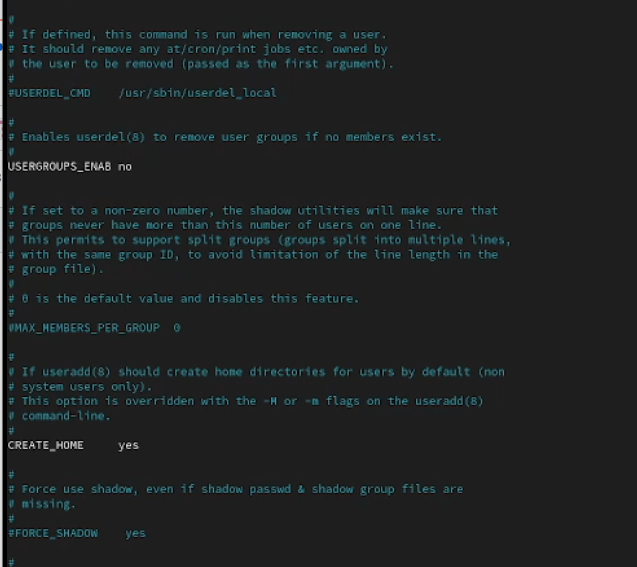 #
# If defined, this command is run when removing a user.
# It should remove any at/cron/print jobs etc. owned by
# the user to be removed (passed as the first argument).
#
#USERDEL_CMD    /usr/sbin/userdel_local
#
# Enables userdel(8) to remove user groups if no members exist.
#
USERGROUPS_ENAB no
#
# If set to a non-zero number, the shadow utilities will make sure that
# groups never have more than this number of users on one line.
# This permits to support split groups (groups split into multiple lines,
# with the same group ID, to avoid limitation of the line length in the
# group file).
#
# 0 is the default value and disables this feature.
#
#MAX_MEMBERS_PER_GROUP  0
#
# If useradd(8) should create home directories for users by default (non
# system users only).
# This option is overridden with the -M or -m flags on the useradd(8)
# command-line.
#
CREATE_HOME     yes
#
# Force use shadow, even if shadow passwd & shadow group files are
# missing.
#
#FORCE_SHADOW    yes
#